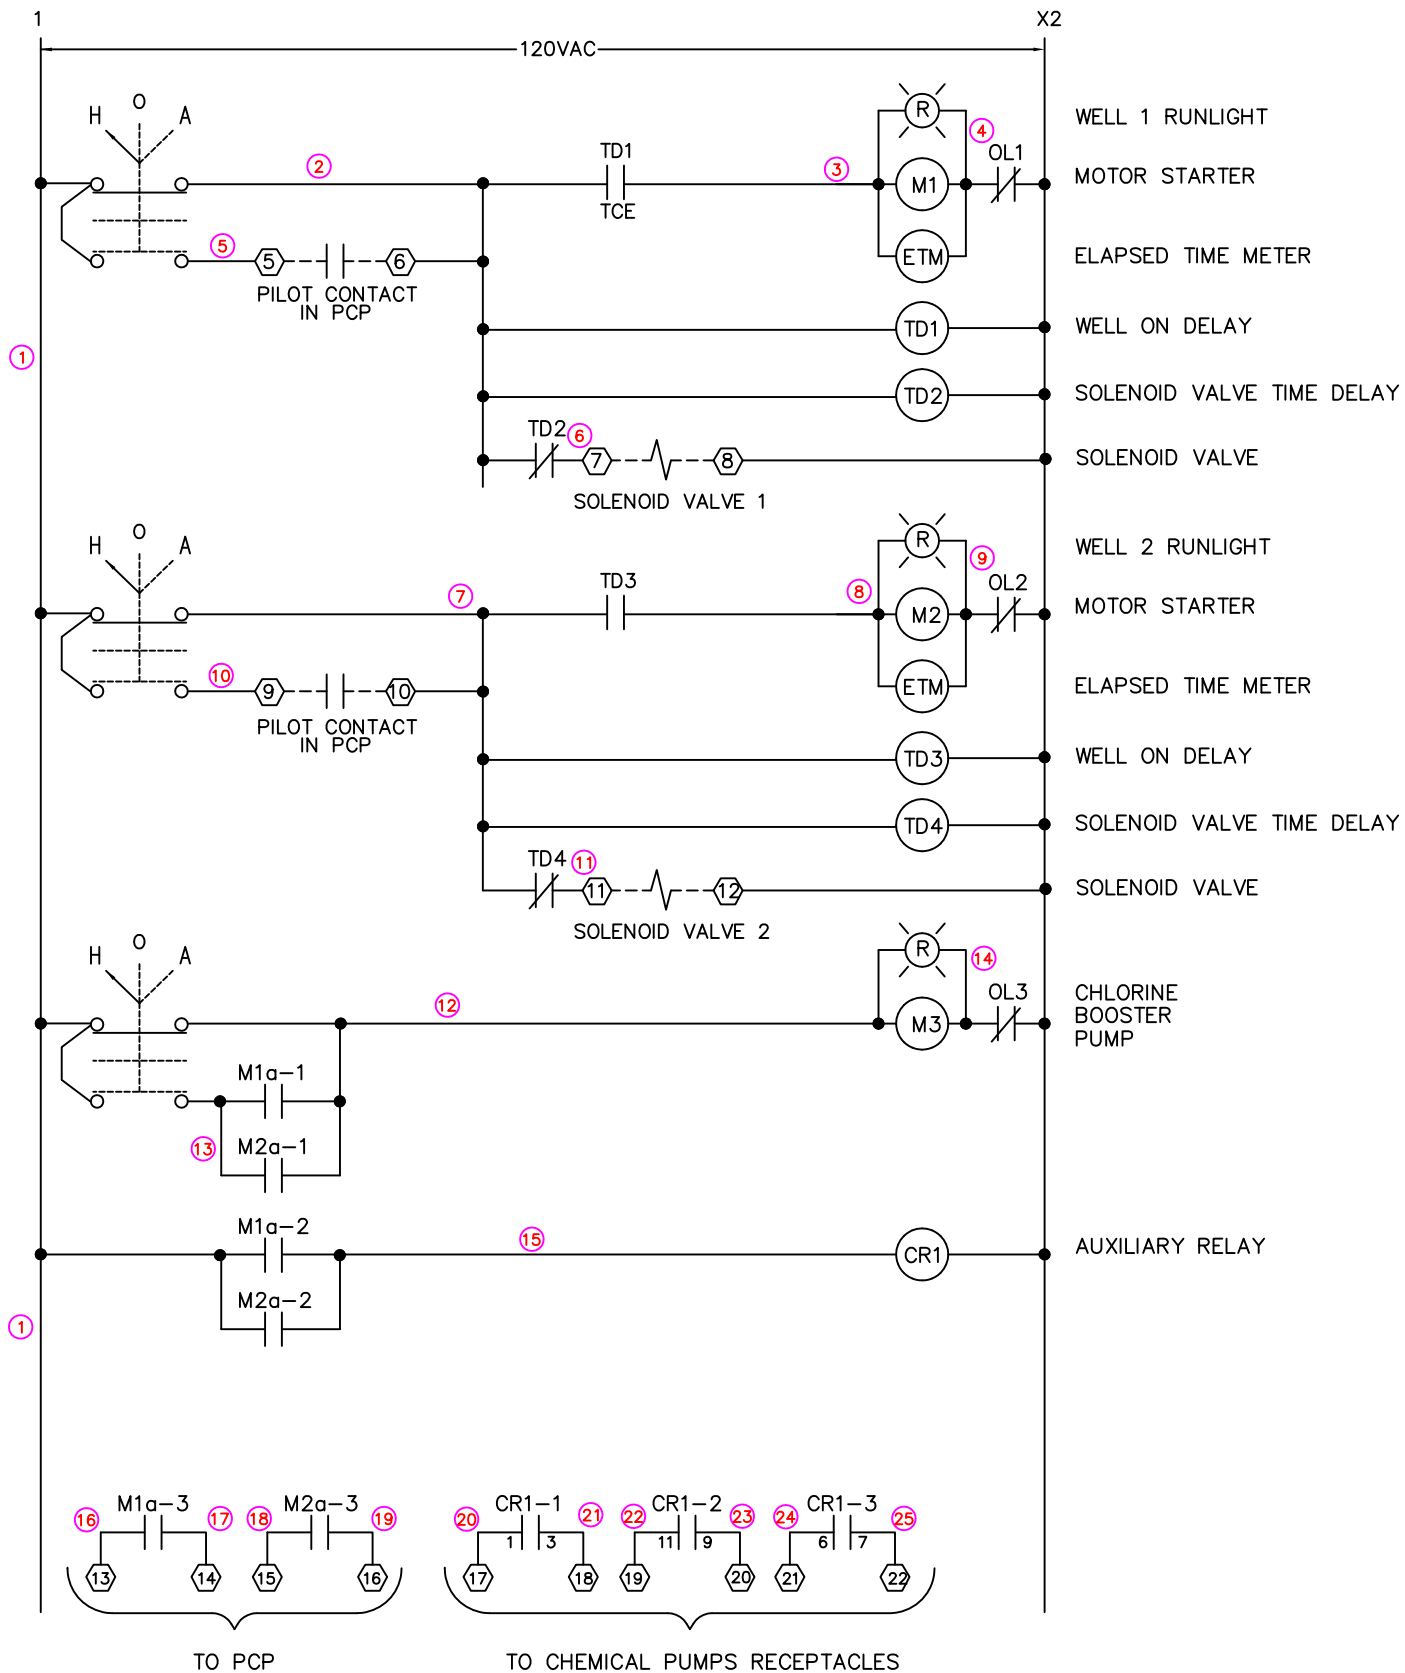 1
X2
120VAC
H O A
2
TD1
TCE
3
R
4
OL1
M1
ETM
WELL 1 RUNLIGHT
MOTOR STARTER
ELAPSED TIME METER
5
5
6
PILOT CONTACT
IN PCP
1
TD1
WELL ON DELAY
TD2
SOLENOID VALVE TIME DELAY
TD2
6
7
8
SOLENOID VALVE
SOLENOID VALVE 1
H O A
7
TD3
8
R
9
OL2
M2
ETM
WELL 2 RUNLIGHT
MOTOR STARTER
ELAPSED TIME METER
10
9
10
PILOT CONTACT
IN PCP
TD3
WELL ON DELAY
TD4
SOLENOID VALVE TIME DELAY
TD4
11
11
12
SOLENOID VALVE
SOLENOID VALVE 2
H O A
12
R
14
OL3
M3
CHLORINE
BOOSTER
PUMP
M1a-1
13
M2a-1
M1a-2
15
CR1
AUXILIARY RELAY
M2a-2
1
16
M1a-3
17
18
M2a-3
19
20
CR1-1
21
22
CR1-2
23
24
CR1-3
25
1
3
11
9
6
7
13
14
15
16
17
18
19
20
21
22
TO PCP
TO CHEMICAL PUMPS RECEPTACLES